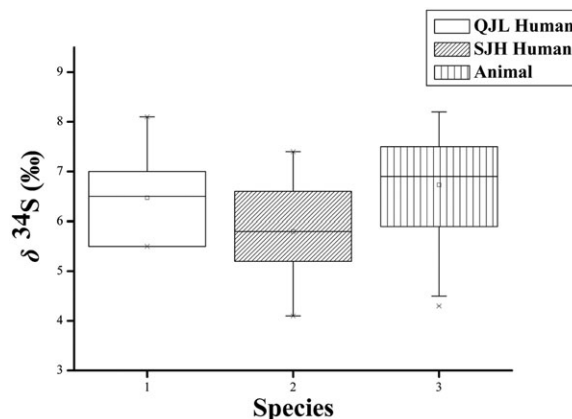 QJL Human
SJH Human
Animal
9
8
7
6
5
4
3
δ ³⁴S (‰)
1 2 3
Species